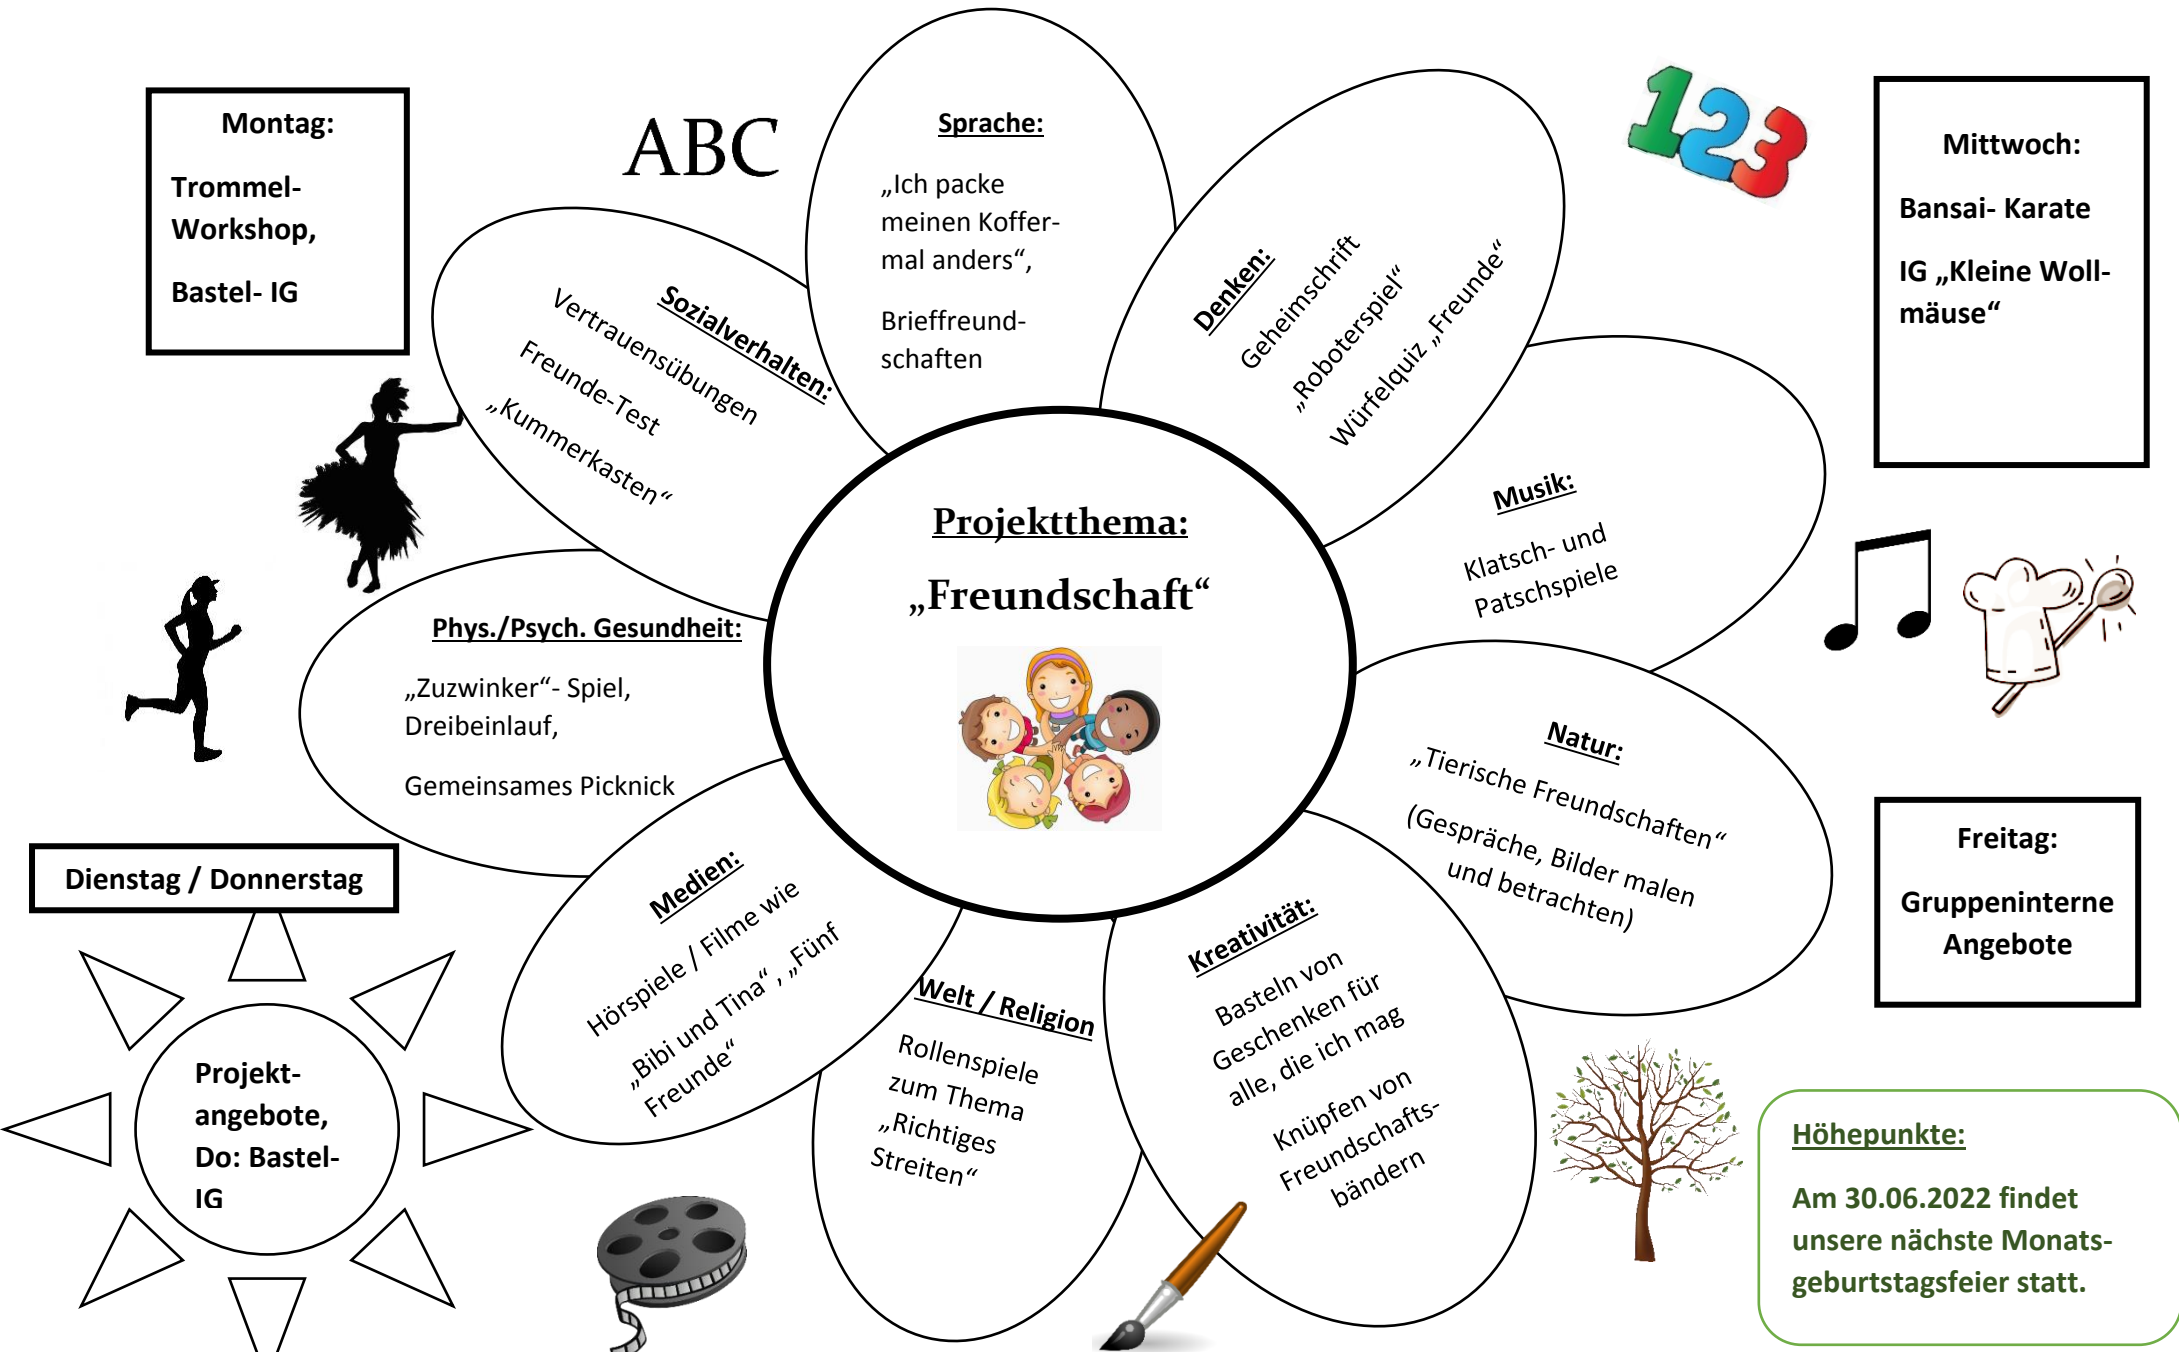 Montag:
Trommel-
Workshop,
Bastel- IG
ABC
Sprache:
„Ich packe
meinen Koffer-
mal anders“,
Brieffreund-
schaften
Denken:
Geheimschrift
„Roboterspiel“
Würfelquiz „Freunde“
123
Mittwoch:
Bansai- Karate
IG „Kleine Woll-
mäuse“
Sozialverhalten:
Vertrauensübungen
Freunde-Test
„Kummerkasten“
Musik:
Klatsch- und
Patschspiele
Projektthema:
„Freundschaft“
Phys./Psych. Gesundheit:
„Zuzwinker“- Spiel,
Dreibeinlauf,
Gemeinsames Picknick
Natur:
„Tierische Freundschaften“
(Gespräche, Bilder malen
und betrachten)
Freitag:
Gruppeninterne
Angebote
Dienstag / Donnerstag
Projekt-
angebote,
Do: Bastel-
IG
Medien:
Hörspiele / Filme wie
„Bibi und Tina“ , „Fünf
Freunde“
Welt / Religion
Rollenspiele
zum Thema
„Richtiges
Streiten“
Kreativität:
Basteln von
Geschenken für
alle, die ich mag
Knüpfen von
Freundschafts-
bändern
Höhepunkte:
Am 30.06.2022 findet
unsere nächste Monats-
geburtstagsfeier statt.